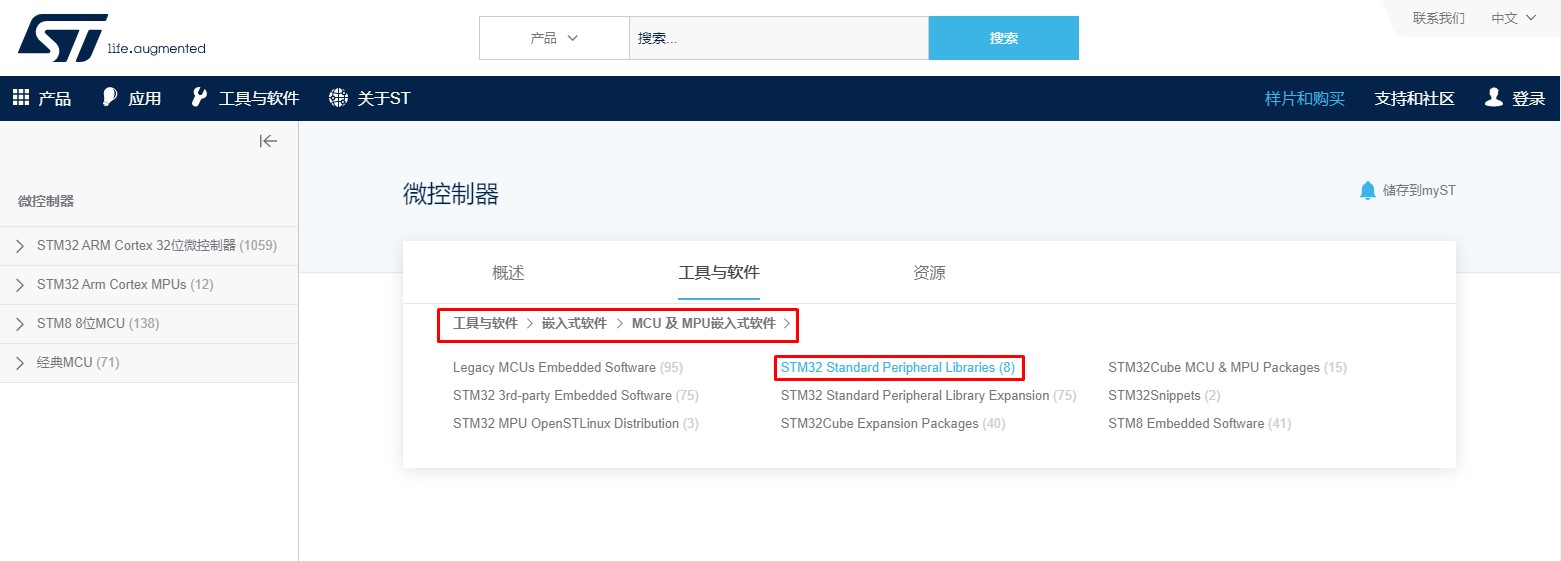 联系我们 中文
ST life.augmented 产品 搜索... 搜索
产品 应用 工具与软件 关于ST 样片和购买 支持和社区 登录
微控制器
STM32 ARM Cortex 32位微控制器 (1059)
STM32 Arm Cortex MPUs (12)
STM8 8位MCU (138)
经典MCU (71)
微控制器 储存到myST
概述 工具与软件 资源
工具与软件 > 嵌入式软件 > MCU 及 MPU嵌入式软件 >
Legacy MCUs Embedded Software (95) STM32 Standard Peripheral Libraries (8) STM32Cube MCU & MPU Packages (15)
STM32 3rd-party Embedded Software (75) STM32 Standard Peripheral Library Expansion (75) STM32Snippets (2)
STM32 MPU OpenSTLinux Distribution (3) STM32Cube Expansion Packages (40) STM8 Embedded Software (41)